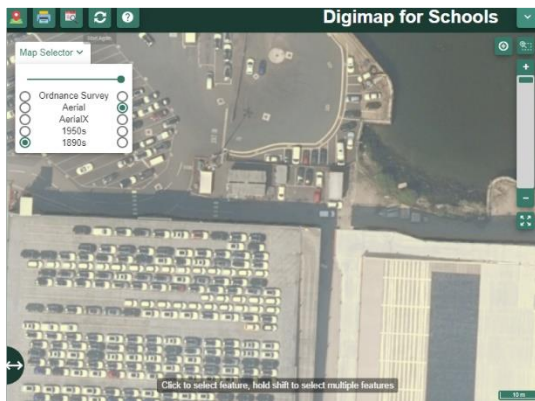 Digimap for Schools
Map Selector
Ordnance Survey
Aerial
AerialX
1950s
1890s
Click to select feature, hold shift to select multiple features
10 m